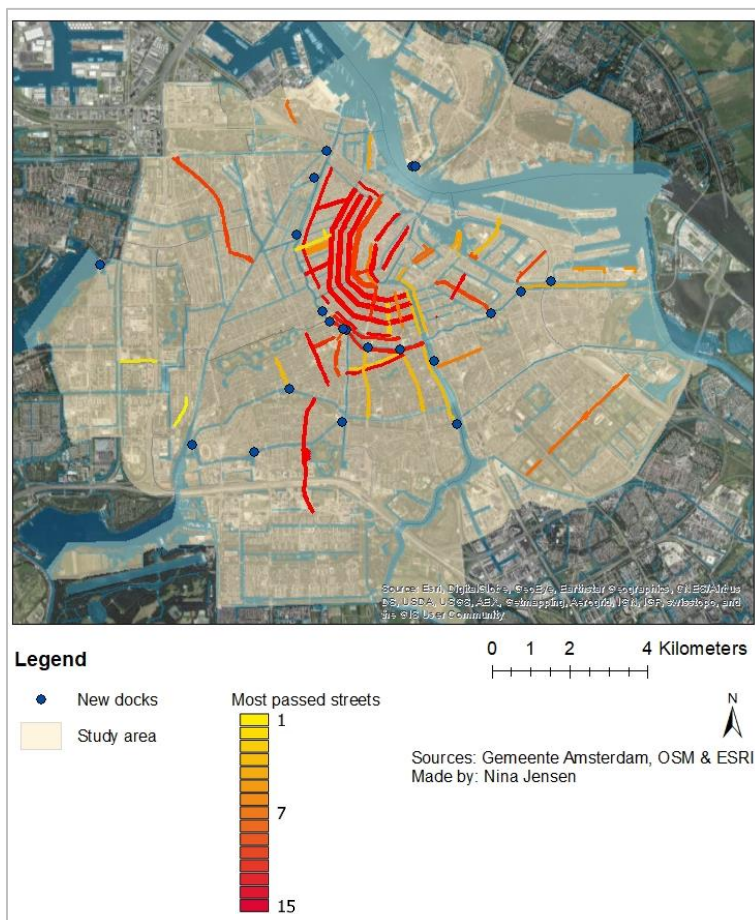 Source: Esri, DigitalGlobe, GeoEye, Earthstar Geographics, CNES/Airbus
DS, USDA, USGS, AEX, Getmapping, Aerogrid, IGN, IGP, swisstopo, and
the GIS User Community
Legend
New docks
Study area
Most passed streets
1
7
15
0 1 2 4 Kilometers
N
Sources: Gemeente Amsterdam, OSM & ESRI
Made by: Nina Jensen